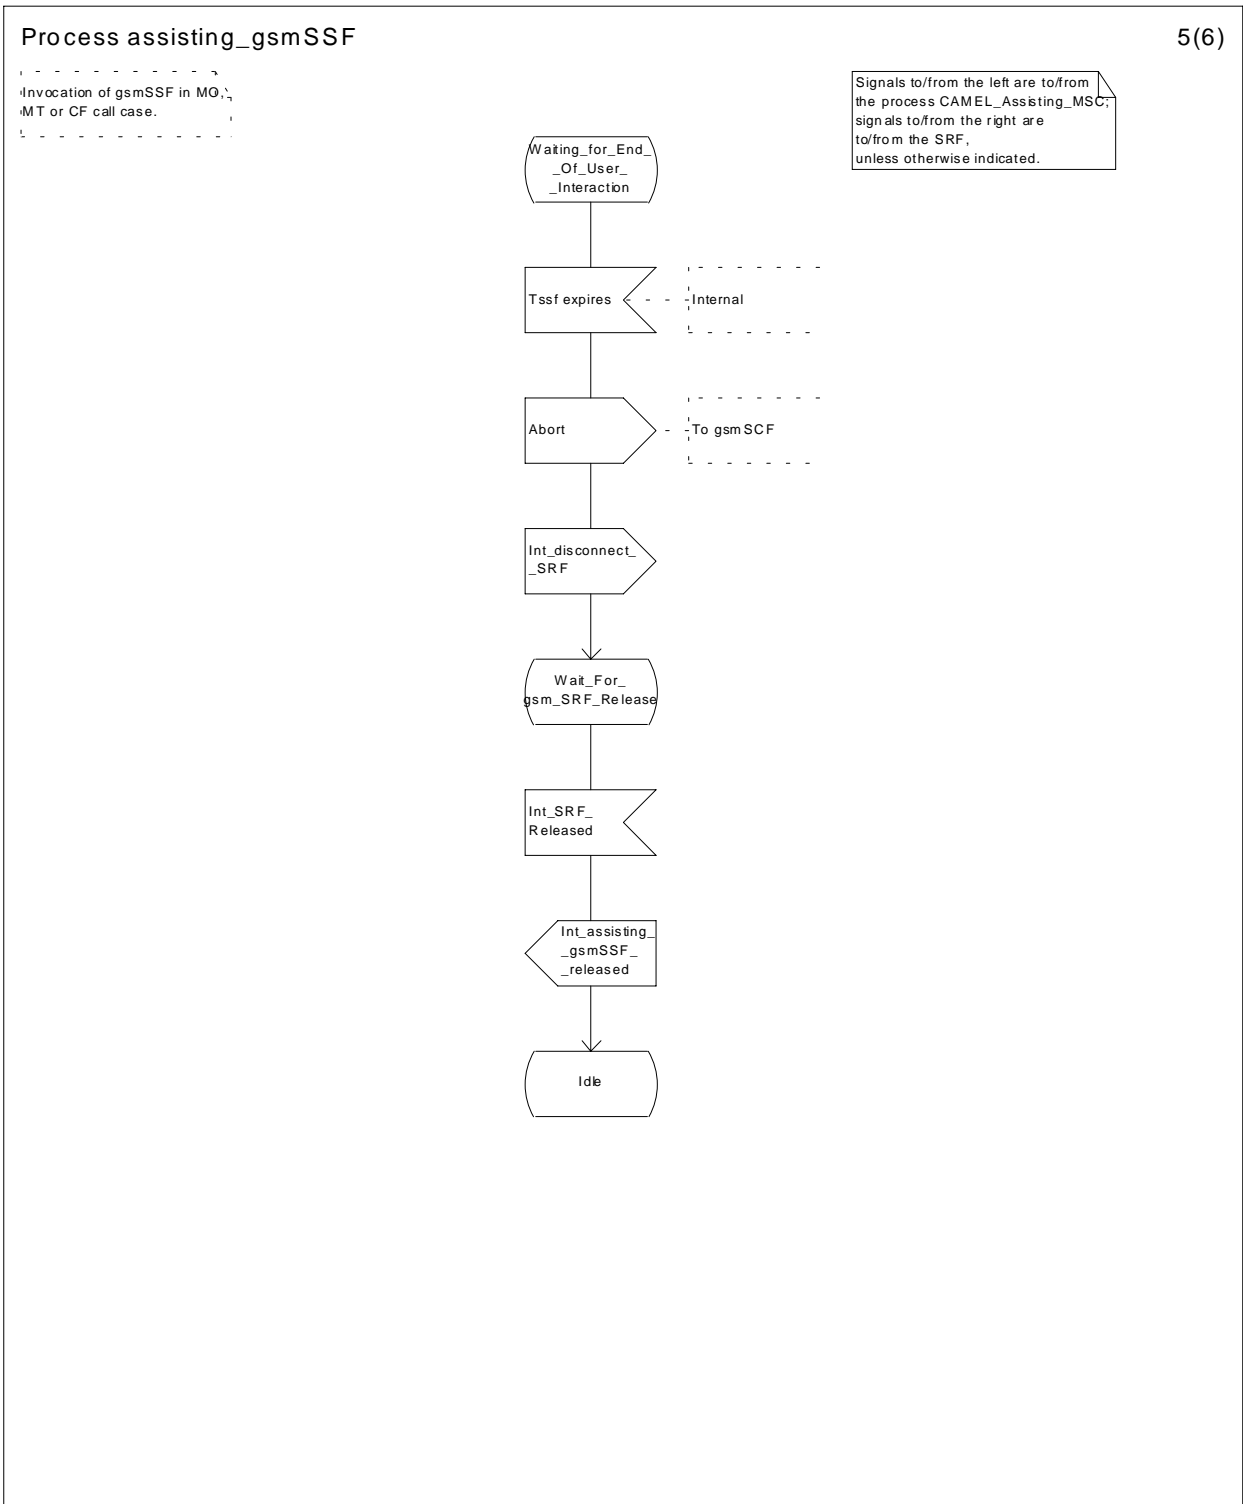 Process assisting_gsmSSF
5(6)
Invocation of gsmSSF in MO,
MT or CF call case.
Signals to/from the left are to/from
the process CAMEL_Assisting_MSC;
signals to/from the right are
to/from the SRF,
unless otherwise indicated.
Waiting_for_End_
_Of_User_
_Interaction
Tssf expires
Internal
Abort
To gsmSCF
Int_disconnect_
_SRF
Wait_For_
gsm_SRF_Release
Int_SRF_
Released
Int_assisting_
_gsmSSF_
_released
Idle